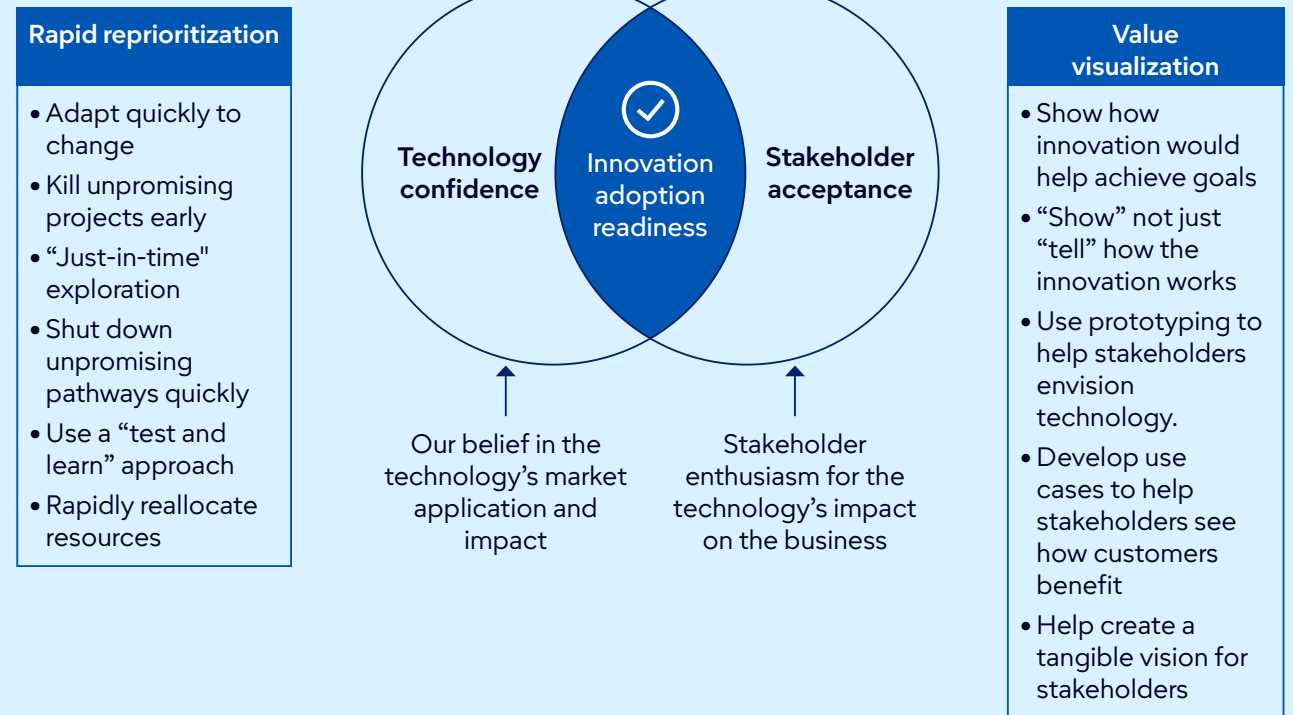 Rapid reprioritization
• Adapt quickly to
change
• Kill unpromising
projects early
• “Just-in-time"
exploration
• Shut down
unpromising
pathways quickly
• Use a “test and
learn” approach
• Rapidly reallocate
resources
Technology
confidence
Innovation
adoption
readiness
Stakeholder
acceptance
Our belief in the
technology’s market
application and
impact
Stakeholder
enthusiasm for the
technology’s impact
on the business
Value
visualization
• Show how
innovation would
help achieve goals
• “Show” not just
“tell” how the
innovation works
• Use prototyping to
help stakeholders
envision
technology.
• Develop use
cases to help
stakeholders see
how customers
benefit
• Help create a
tangible vision for
stakeholders